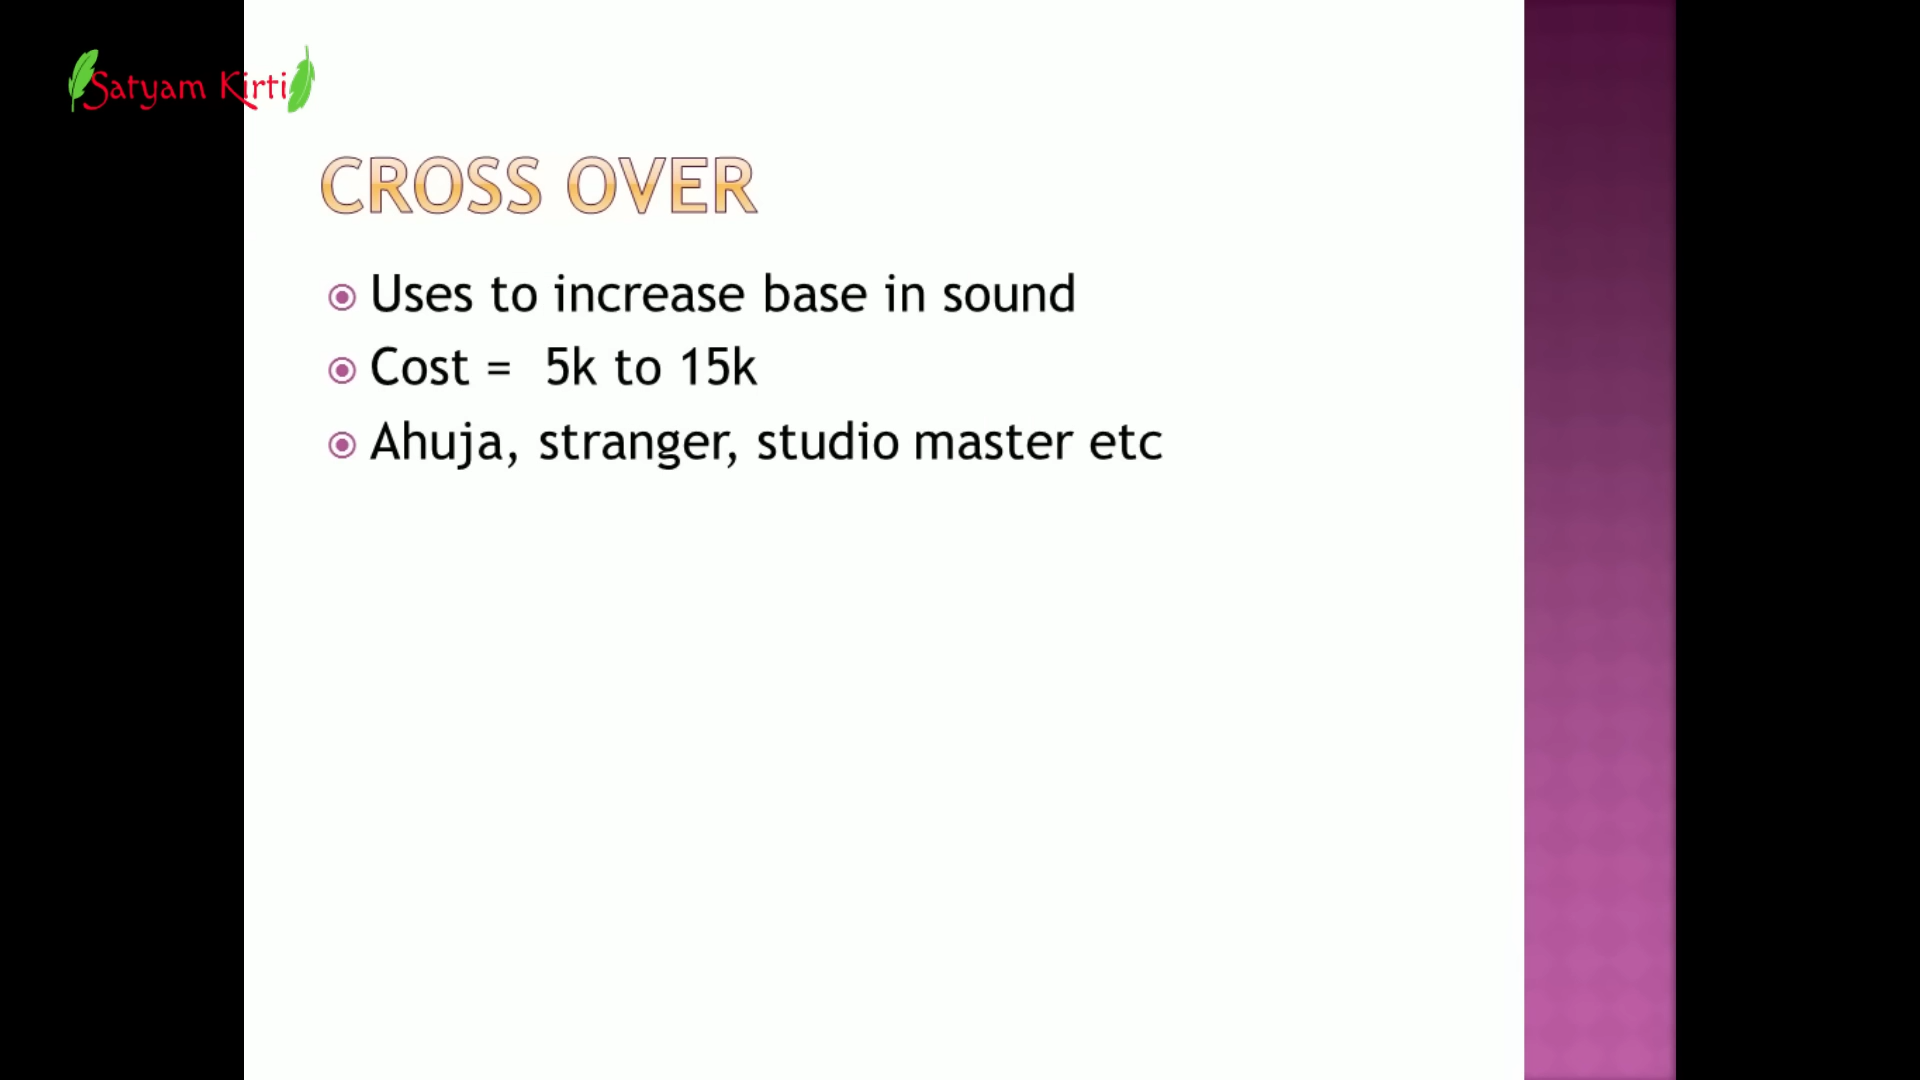 Satyam Kirti
CROSS OVER
Uses to increase base in sound
Cost = 5k to 15k
Ahuja, stranger, studio master etc